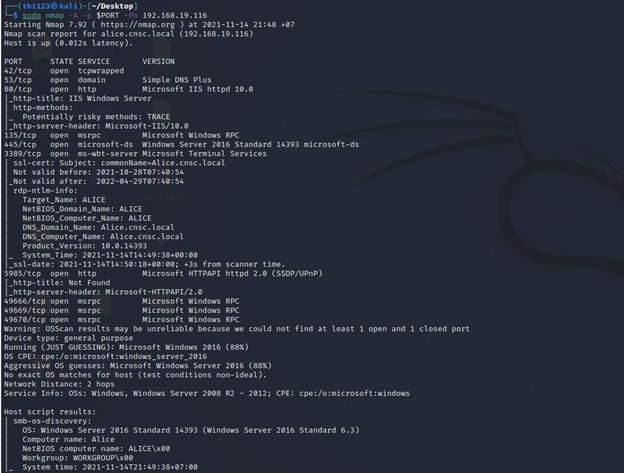 ┌──(thi123㉿kali)-[~/Desktop]
└─$ sudo nmap -A -p $PORT -Pn 192.168.19.116
Starting Nmap 7.92 ( https://nmap.org ) at 2021-11-14 21:48 +07
Nmap scan report for alice.cnsc.local (192.168.19.116)
Host is up (0.012s latency).

PORT      STATE SERVICE       VERSION
42/tcp    open  tcpwrapped
53/tcp    open  domain        Simple DNS Plus
80/tcp    open  http          Microsoft IIS httpd 10.0
|_http-title: IIS Windows Server
| http-methods:
|_  Potentially risky methods: TRACE
|_http-server-header: Microsoft-IIS/10.0
135/tcp   open  msrpc         Microsoft Windows RPC
445/tcp   open  microsoft-ds  Windows Server 2016 Standard 14393 microsoft-ds
3389/tcp  open  ms-wbt-server Microsoft Terminal Services
| ssl-cert: Subject: commonName=Alice.cnsc.local
| Not valid before: 2021-10-28T07:40:54
|_Not valid after:  2022-04-29T07:40:54
| rdp-ntlm-info:
|   Target_Name: ALICE
|   NetBIOS_Domain_Name: ALICE
|   NetBIOS_Computer_Name: ALICE
|   DNS_Domain_Name: Alice.cnsc.local
|   DNS_Computer_Name: Alice.cnsc.local
|   Product_Version: 10.0.14393
|_  System_Time: 2021-11-14T14:49:38+00:00
|_ssl-date: 2021-11-14T14:50:18+00:00; +3s from scanner time.
5985/tcp  open  http          Microsoft HTTPAPI httpd 2.0 (SSDP/UPnP)
|_http-title: Not Found
|_http-server-header: Microsoft-HTTPAPI/2.0
49666/tcp open  msrpc         Microsoft Windows RPC
49669/tcp open  msrpc         Microsoft Windows RPC
49670/tcp open  msrpc         Microsoft Windows RPC
Warning: OSScan results may be unreliable because we could not find at least 1 open and 1 closed port
Device type: general purpose
Running (JUST GUESSING): Microsoft Windows 2016 (88%)
OS CPE: cpe:/o:microsoft:windows_server_2016
Aggressive OS guesses: Microsoft Windows Server 2016 (88%)
No exact OS matches for host (test conditions non-ideal).
Network Distance: 2 hops
Service Info: OSs: Windows, Windows Server 2008 R2 - 2012; CPE: cpe:/o:microsoft:windows

Host script results:
| smb-os-discovery:
|   OS: Windows Server 2016 Standard 14393 (Windows Server 2016 Standard 6.3)
|   Computer name: Alice
|   NetBIOS computer name: ALICE\x00
|   Workgroup: WORKGROUP\x00
|_  System time: 2021-11-14T21:49:38+07:00